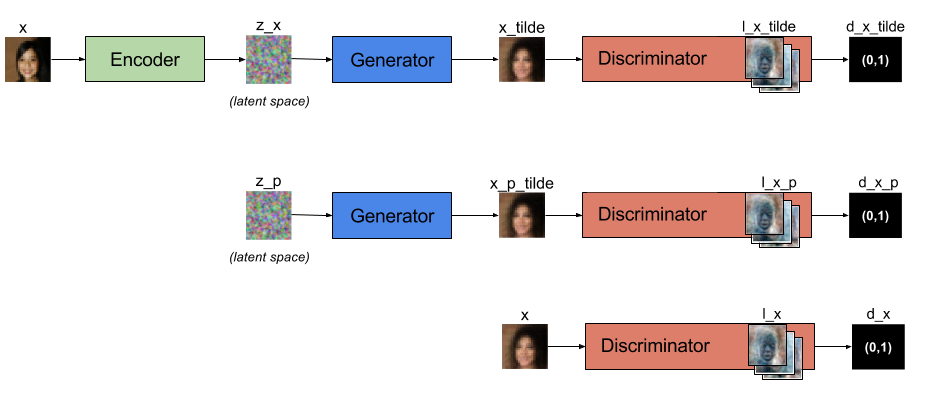 x
z_x
x_tilde
l_x_tilde
d_x_tilde
Encoder
Generator
Discriminator
(0,1)
(latent space)
z_p
x_p_tilde
l_x_p
d_x_p
Generator
Discriminator
(0,1)
(latent space)
x
l_x
d_x
Discriminator
(0,1)